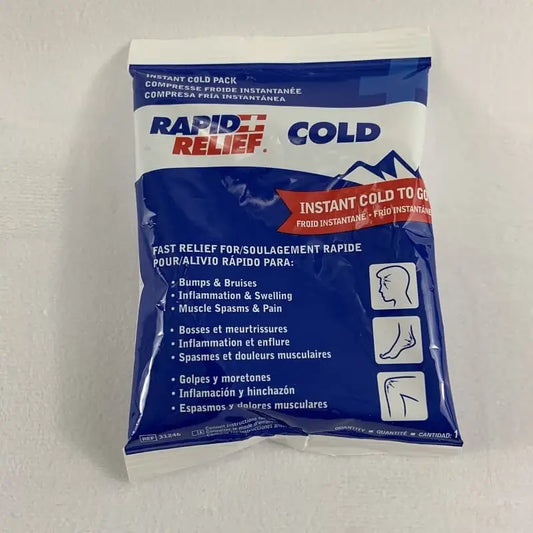 INSTANT COLD PACK
COMPRESSE FROIDE INSTANTANÉE
COMPRESA FRÍA INSTANTÁNEA
RAPID
RELIEF®
COLD
INSTANT COLD TO GO
FROID INSTANTANÉ • FRÍO INSTANTÁNE
FAST RELIEF FOR/SOULAGEMENT RAPIDE
POUR/ALIVIO RÁPIDO PARA:
• Bumps & Bruises
• Inflammation & Swelling
• Muscle Spasms & Pain
• Bosses et meurtrissures
• Inflammation et enflure
• Spasmes et douleurs musculaires
• Golpes y moretones
• Inflamación y hinchazón
• Espasmos y dolores musculares
REF 31246
Consult instructions
QUANTITY ■ QUANTITÉ ■ CANTIDAD: 1